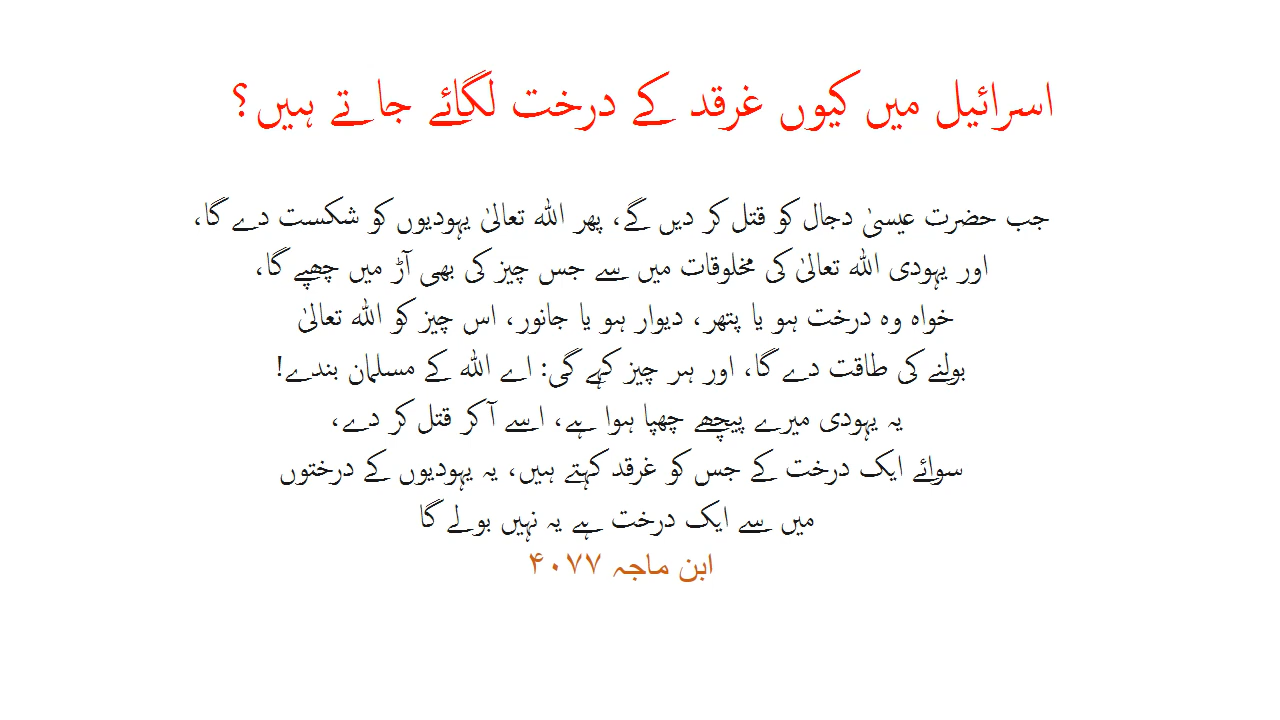 اسرائیل میں کیوں غرقد کے درخت لگائے جاتے ہیں؟
جب حضرت عیسیٰ دجال کو قتل کر دیں گے، پھر اللہ تعالیٰ یہودیوں کو شکست دے گا،
اور یہودی اللہ تعالیٰ کی مخلوقات میں سے جس چیز کی بھی آڑ میں چھپے گا،
خواہ وہ درخت ہو یا پتھر، دیوار ہو یا جانور، اس چیز کو اللہ تعالیٰ
بولنے کی طاقت دے گا، اور ہر چیز کہے گی: اے اللہ کے مسلمان بندے!
یہ یہودی میرے پیچھے چھپا ہوا ہے، اسے آ کر قتل کر دے،
سوائے ایک درخت کے جس کو غرقد کہتے ہیں، یہ یہودیوں کے درختوں
میں سے ایک درخت ہے یہ نہیں بولے گا
ابن ماجہ ۴۰۷۷